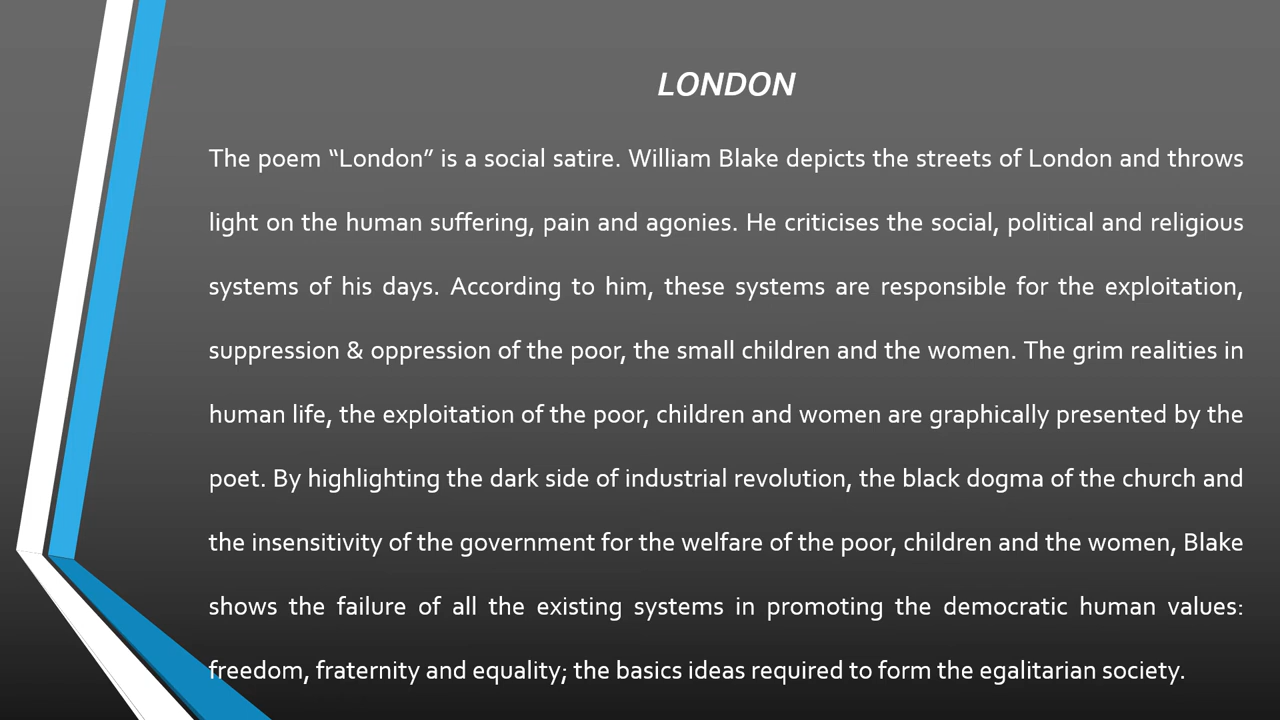 LONDON
The poem “London” is a social satire. William Blake depicts the streets of London and throws
light on the human suffering, pain and agonies. He criticises the social, political and religious
systems of his days. According to him, these systems are responsible for the exploitation,
suppression & oppression of the poor, the small children and the women. The grim realities in
human life, the exploitation of the poor, children and women are graphically presented by the
poet. By highlighting the dark side of industrial revolution, the black dogma of the church and
the insensitivity of the government for the welfare of the poor, children and the women, Blake
shows the failure of all the existing systems in promoting the democratic human values:
freedom, fraternity and equality; the basics ideas required to form the egalitarian society.